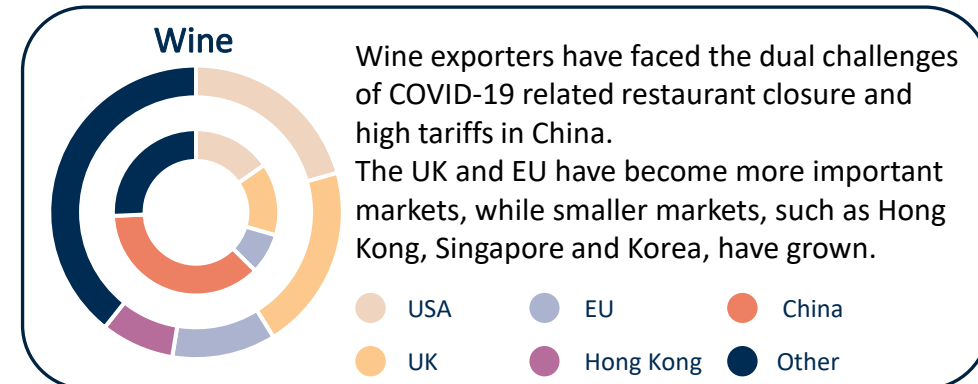 Wine
Wine exporters have faced the dual challenges
of COVID-19 related restaurant closure and
high tariffs in China.
The UK and EU have become more important
markets, while smaller markets, such as Hong
Kong, Singapore and Korea, have grown.
USA
EU
China
UK
Hong Kong
Other